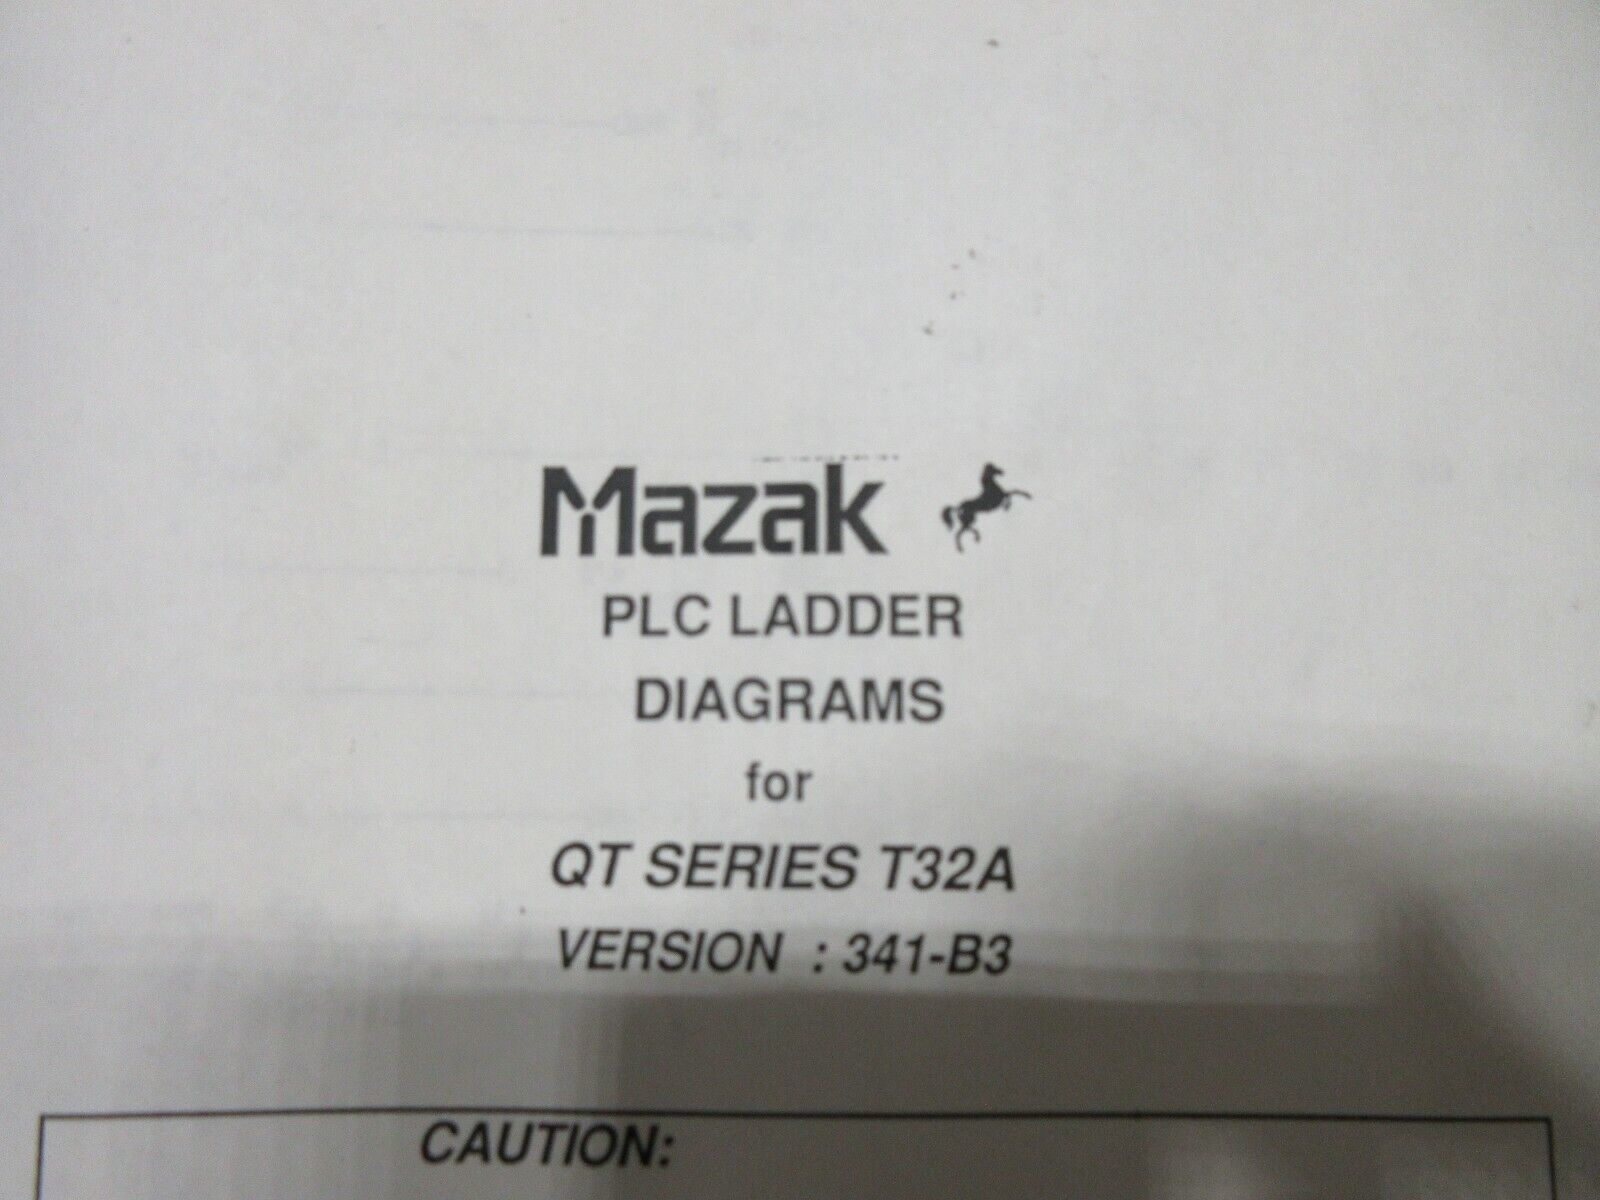 Mazak
PLC LADDER
DIAGRAMS
for
QT SERIES T32A
VERSION : 341-B3
CAUTION: